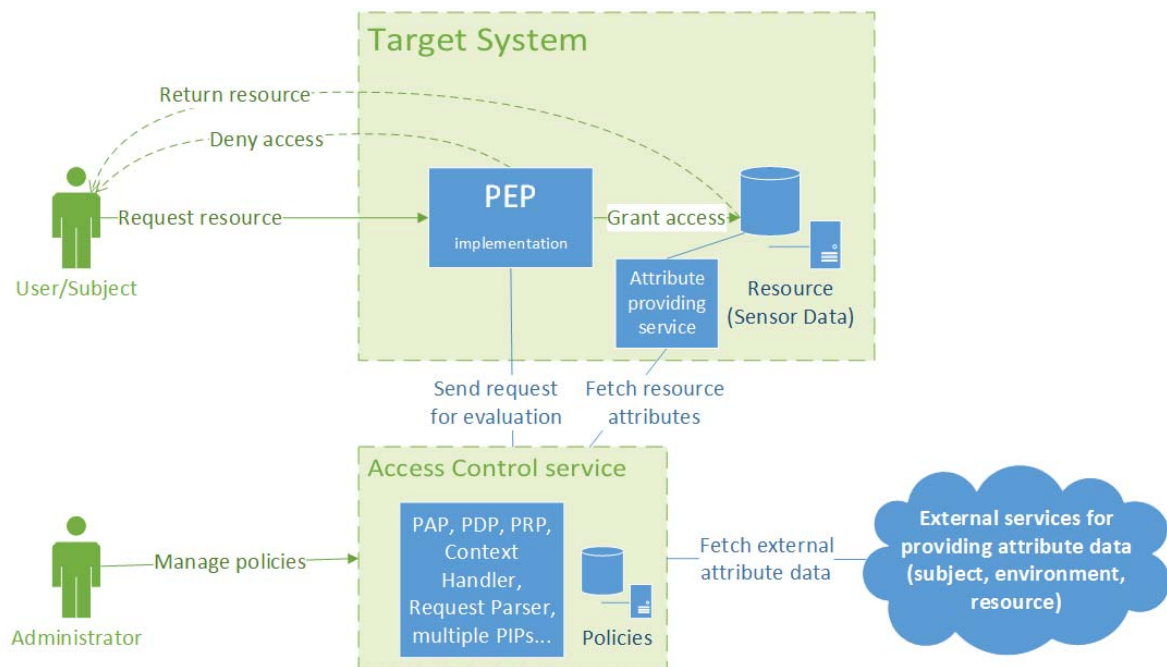 Target System
Return resource
Deny access
Request resource
PEP
implementation
Grant access
User/Subject
Attribute
providing
service
Resource
(Sensor Data)
Send request
for evaluation
Fetch resource
attributes
Access Control service
PAP, PDP, PRP,
Context
Handler,
Request Parser,
multiple PIPs...
Policies
Manage policies
Administrator
Fetch external
attribute data
External services for
providing attribute data
(subject, environment,
resource)